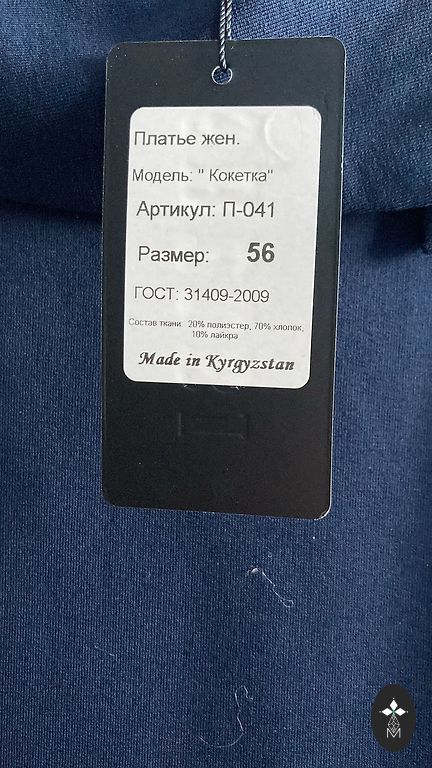 Платье жен.
Модель: " Кокетка"
Артикул: П-041
Размер: 56
ГОСТ: 31409-2009
Состав ткани: 20% полиэстер, 70% хлопок,
10% лайкра
Made in Kyrgyzstan
M